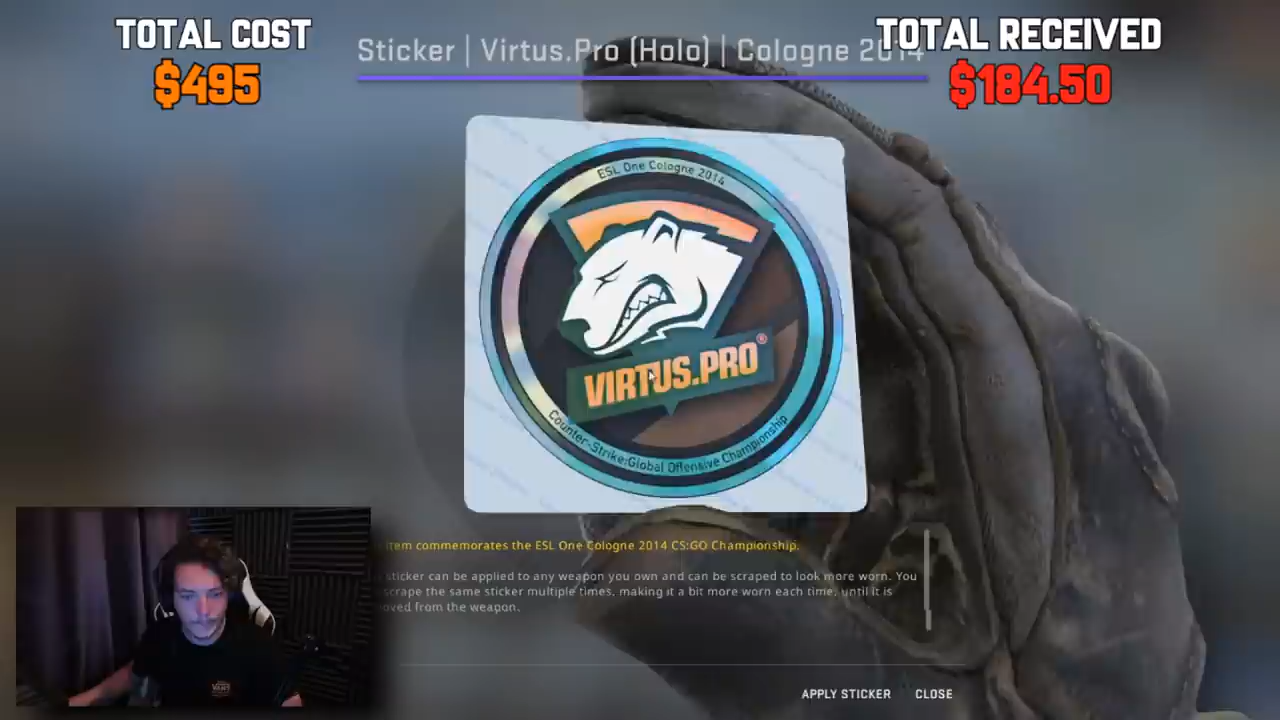 TOTAL COST
$495
Sticker | Virtus.Pro (Holo) | Cologne 2014
TOTAL RECEIVED
$184.50
ESL One Cologne 2014
VIRTUS.PRO®
Counter-Strike:Global Offensive Championship
item commemorates the ESL One Cologne 2014 CS:GO Championship.
sticker can be applied to any weapon you own and can be scraped to look more worn. You
scrape the same sticker multiple times, making it a bit more worn each time, until it is
from the weapon.
APPLY STICKER CLOSE